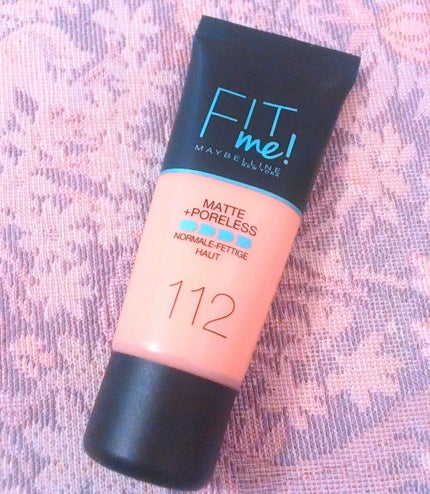 FIT
me!
MAYBELLINE
NEW YORK
MATTE
+PORELESS
NORMALE-FETTIGE
HAUT
112